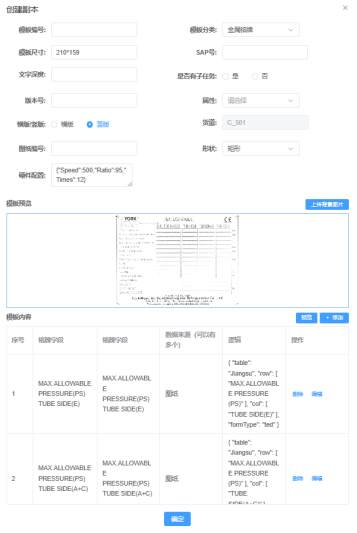 创建副本
模板编号:
模板分类: 金属铭牌
模板尺寸: 210*159
SAP号:
文字深度:
是否有子任务: 是 否
版本号:
属性: 请选择
横版/竖版: 横版 竖版
货源: C_S01
图纸编号:
形状: 矩形
硬件配置: {"Speed":500,"Ratio":95,"
Times":12}
模板预览
上传背景图片
YORK
CE
模板内容
预览 + 添加
序号 铭牌字段 铭牌字段 数据来源（可以有
多个） 逻辑 操作
1
MAX.ALLOWABLE
PRESSURE(PS)
TUBE SIDE(E)
MAX.ALLOWABL
E
PRESSURE(PS)
TUBE SIDE(E)
图纸
{ "table":
"Jiangsu", "row": [
"MAX.ALLOWABL
E PRESSURE
(PS)" ], "col": [
"TUBE SIDE(E)" ],
"formType": "ted" }
删除 编辑
2
MAX.ALLOWABLE
PRESSURE(PS)
TUBE SIDE(A+C)
MAX.ALLOWABL
E
PRESSURE(PS)
TUBE SIDE(A+C)
图纸
{ "table":
"Jiangsu", "row": [
"MAX.ALLOWABL
E PRESSURE
(PS)" ], "col": [
"TUBE
删除 编辑
确定